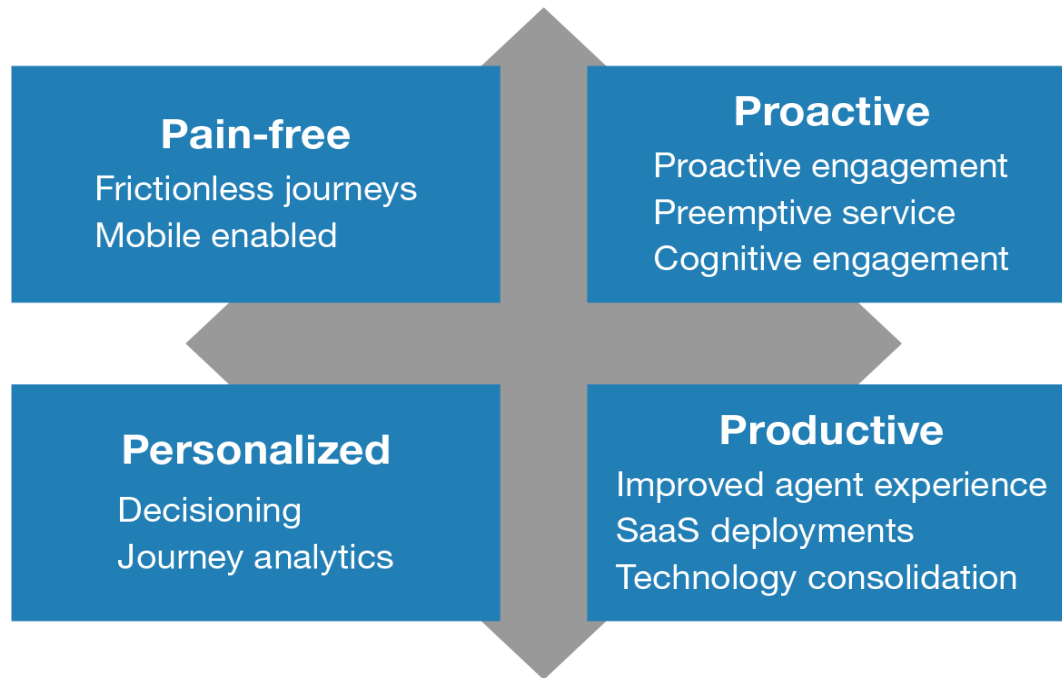 Pain-free
Frictionless journeys
Mobile enabled
Proactive
Proactive engagement
Preemptive service
Cognitive engagement
Personalized
Decisioning
Journey analytics
Productive
Improved agent experience
SaaS deployments
Technology consolidation